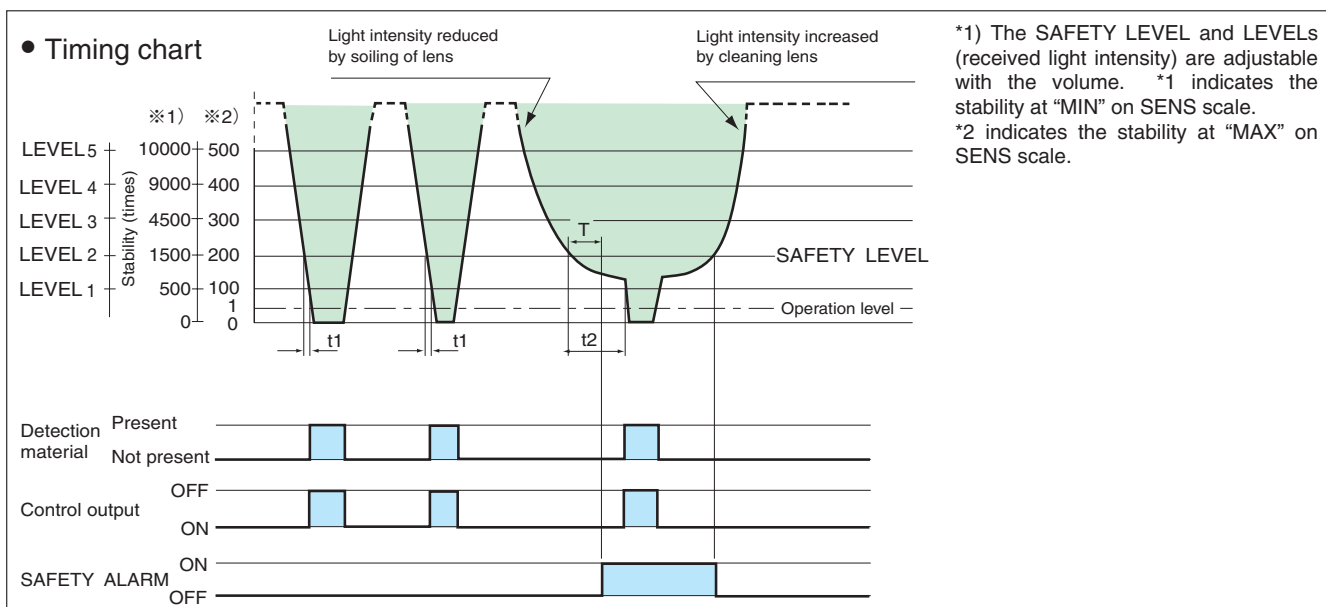 ● Timing chart
Light intensity reduced
by soiling of lens
Light intensity increased
by cleaning lens
*1) The SAFETY LEVEL and LEVELs
(received light intensity) are adjustable
with the volume. *1 indicates the
stability at “MIN” on SENS scale.
*2 indicates the stability at “MAX” on
SENS scale.
※1) ※2)
Stability (times)
LEVEL 5 10000 500
LEVEL 4 9000 400
LEVEL 3 4500 300
T
LEVEL 2 1500 200 SAFETY LEVEL
LEVEL 1 500 100
1 Operation level
0 0
t1 t1 t2
Detection
material
Present
Not present
Control output
OFF
ON
SAFETY ALARM
ON
OFF